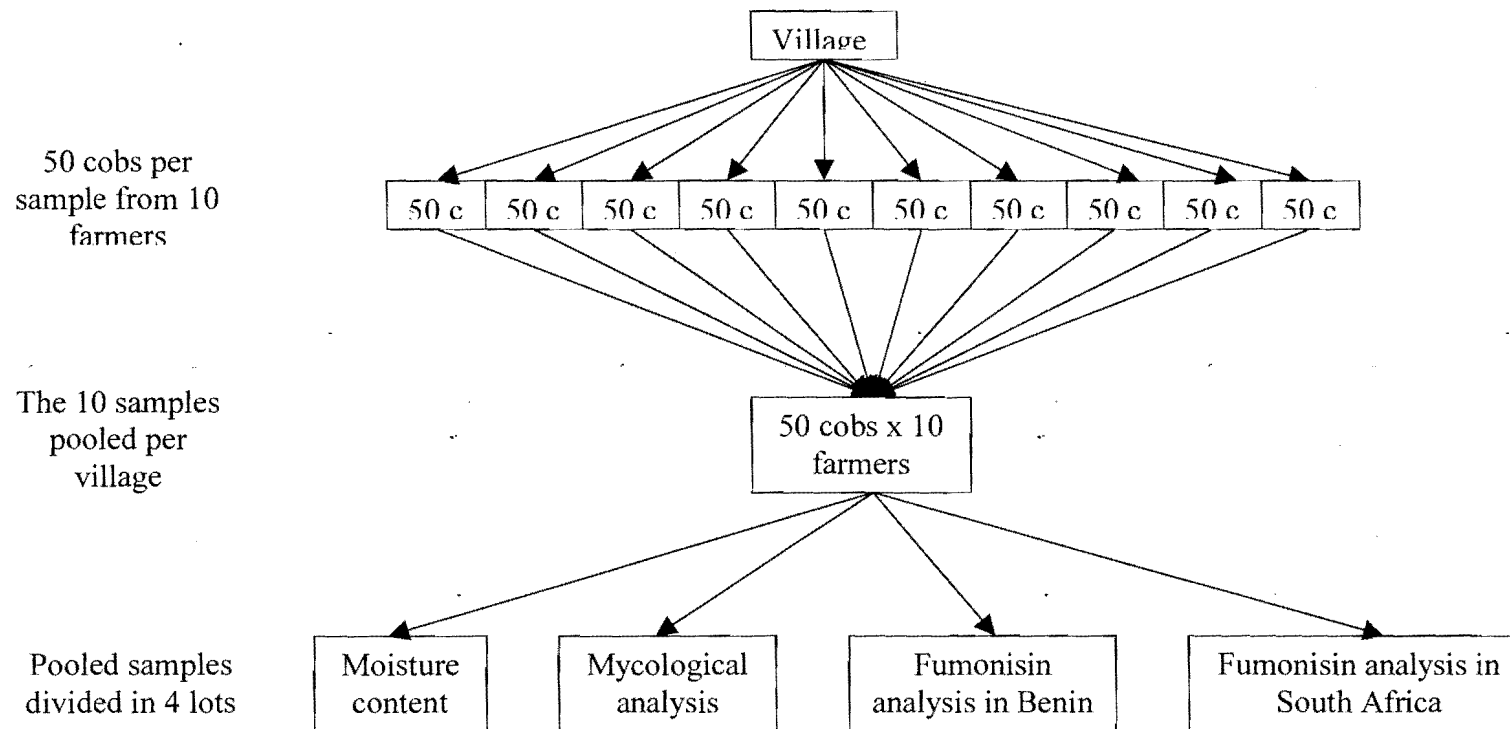 Village
50 cobs per
sample from 10
farmers
50 c 50 c 50 c 50 c 50 c 50 c 50 c 50 c 50 c 50 c
The 10 samples
pooled per
village
50 cobs x 10
farmers
Pooled samples
divided in 4 lots
Moisture
content
Mycological
analysis
Fumonisin
analysis in Benin
Fumonisin analysis in
South Africa